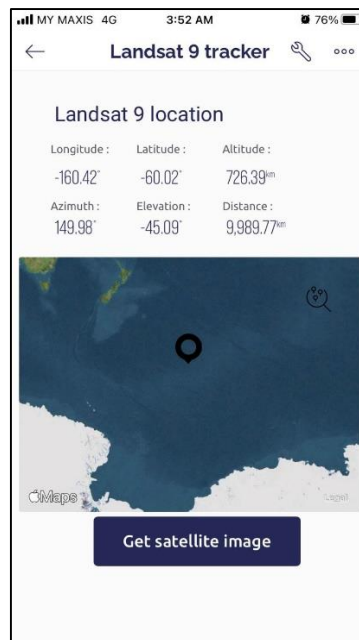 MY MAXIS 4G 3:52 AM 76%
Landsat 9 tracker
Landsat 9 location
Longitude : Latitude : Altitude :
-160.42° -60.02° 726.39km
Azimuth : Elevation : Distance :
149.98° -45.09° 9,989.77km
Maps Legal
Get satellite image